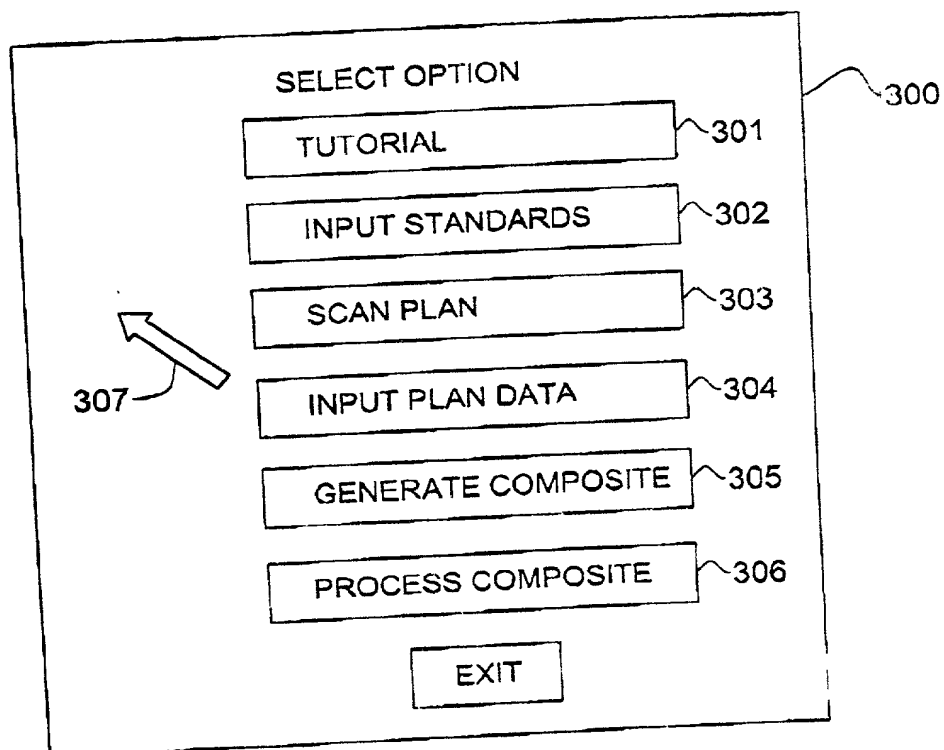 SELECT OPTION
300
TUTORIAL
301
INPUT STANDARDS
302
SCAN PLAN
303
307
INPUT PLAN DATA
304
GENERATE COMPOSITE
305
PROCESS COMPOSITE
306
EXIT